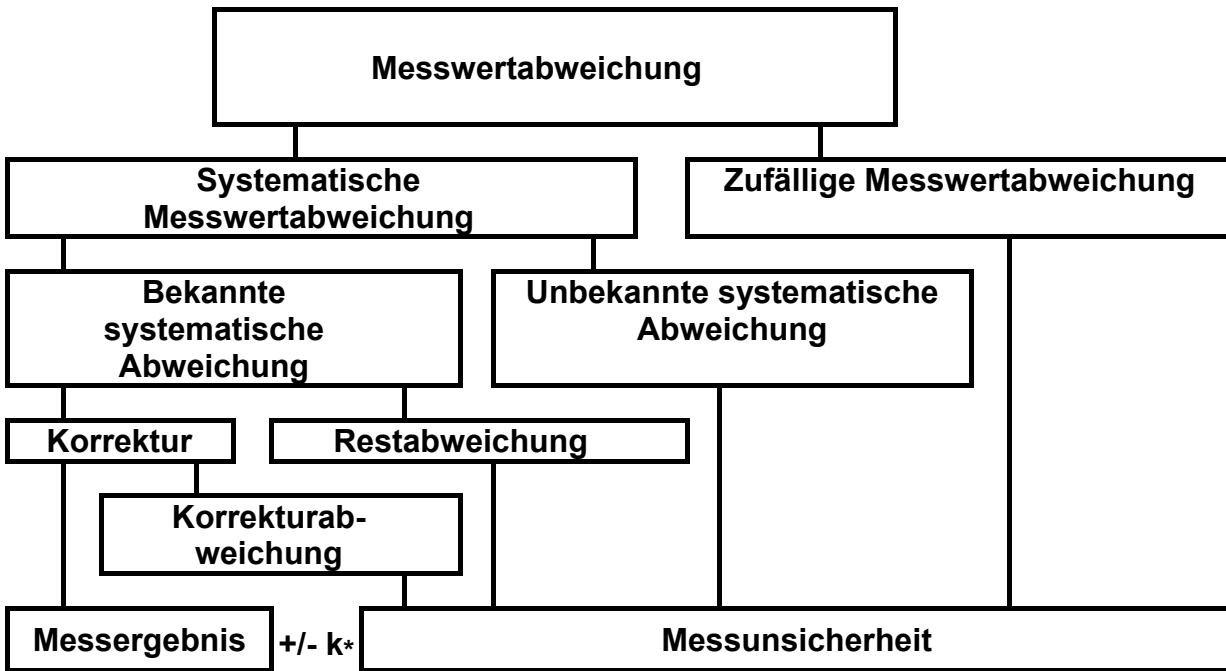 Messwertabweichung
Systematische
Messwertabweichung
Zufällige Messwertabweichung
Bekannte
systematische
Abweichung
Unbekannte systematische
Abweichung
Korrektur
Restabweichung
Korrekturab-
weichung
Messergebnis +/- k* Messunsicherheit